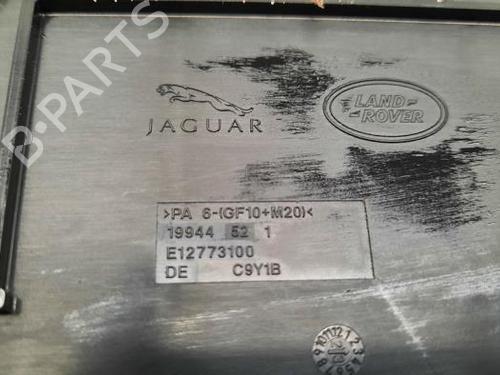 B-PARTS
JAGUAR
LAND-
ROVER
>PA 6-(GF10+M20)<
19944 52 1
E12773100
DE C9Y1B